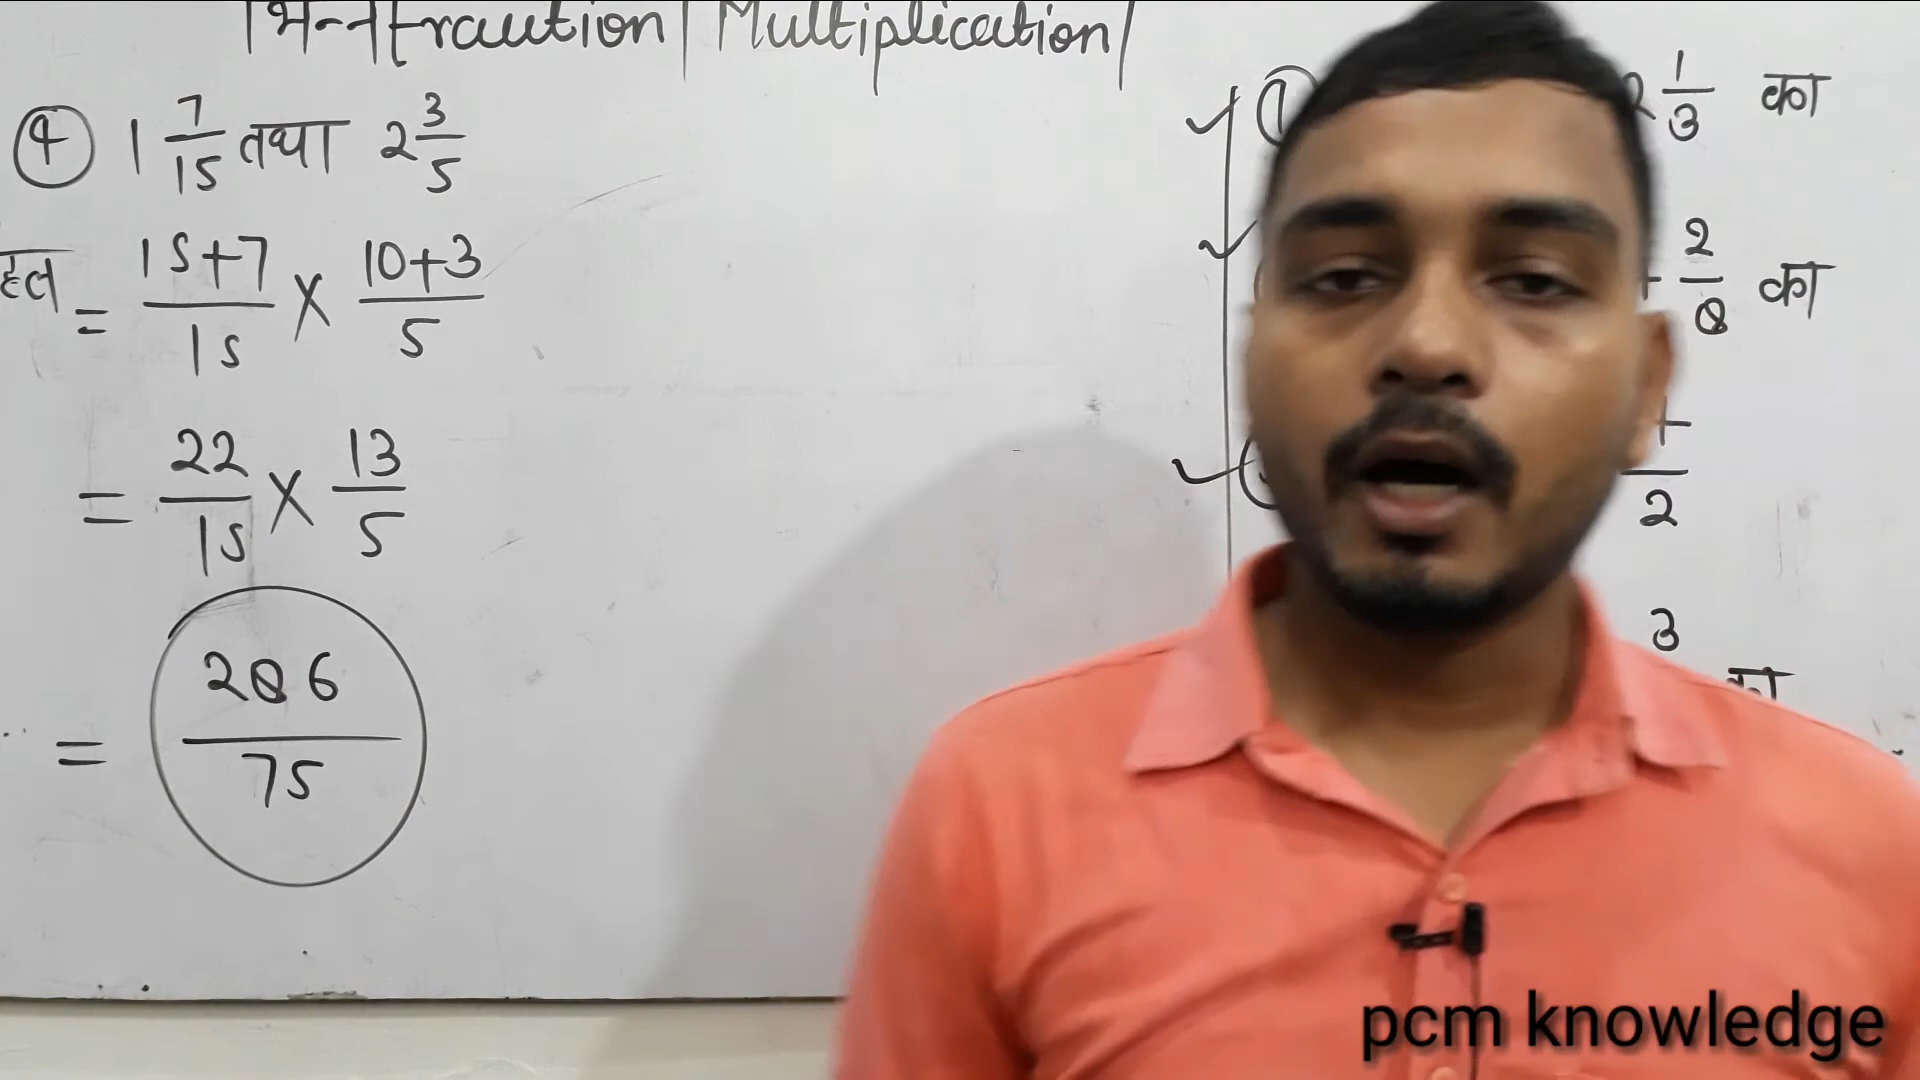 भिन्न Fraction | Multiplication |
④ 1 7/15 तथा 2 3/5
हल = 15+7/15 × 10+3/5
= 22/15 × 13/5
= 286/75
① 2 1/3 का
2/8 का
2
3
का
pcm knowledge